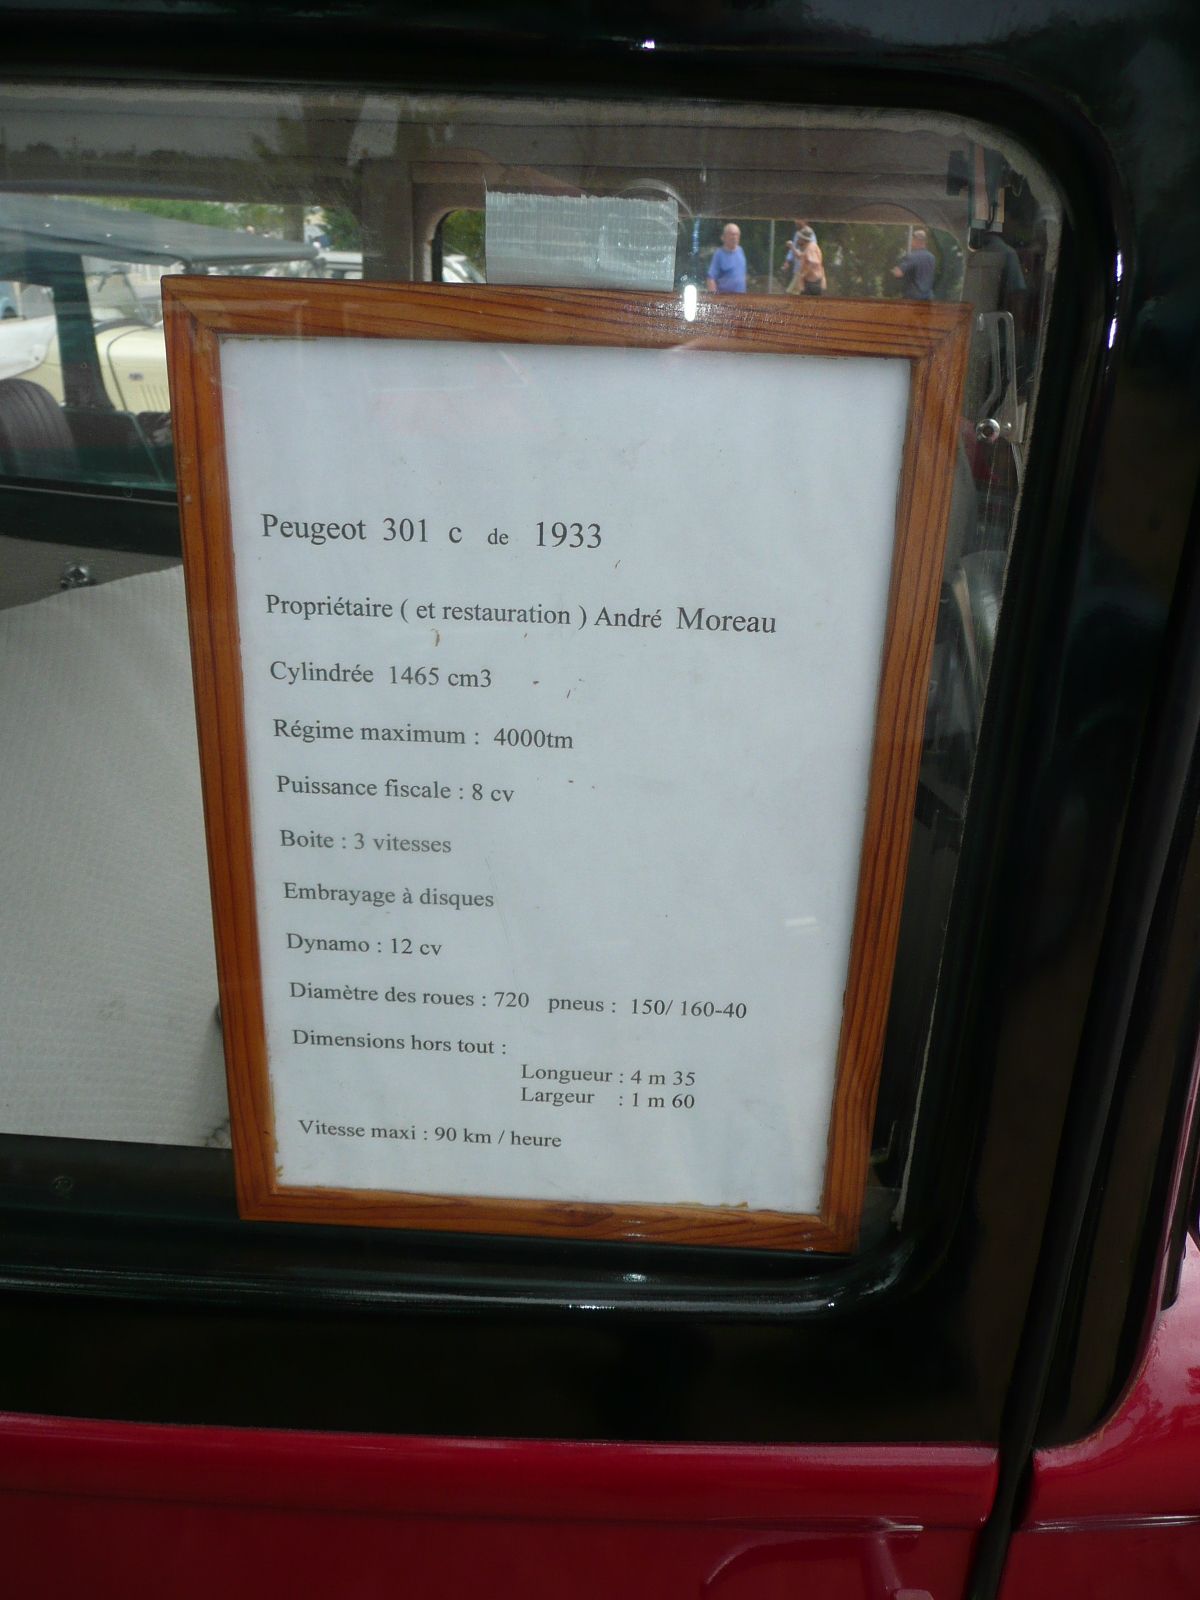 Peugeot 301 c de 1933
Propriétaire ( et restauration ) André Moreau
Cylindrée 1465 cm3
Régime maximum : 4000tm
Puissance fiscale : 8 cv
Boite : 3 vitesses
Embrayage à disques
Dynamo : 12 cv
Diamètre des roues : 720 pneus : 150/ 160-40
Dimensions hors tout :
Longueur : 4 m 35
Largeur : 1 m 60
Vitesse maxi : 90 km / heure